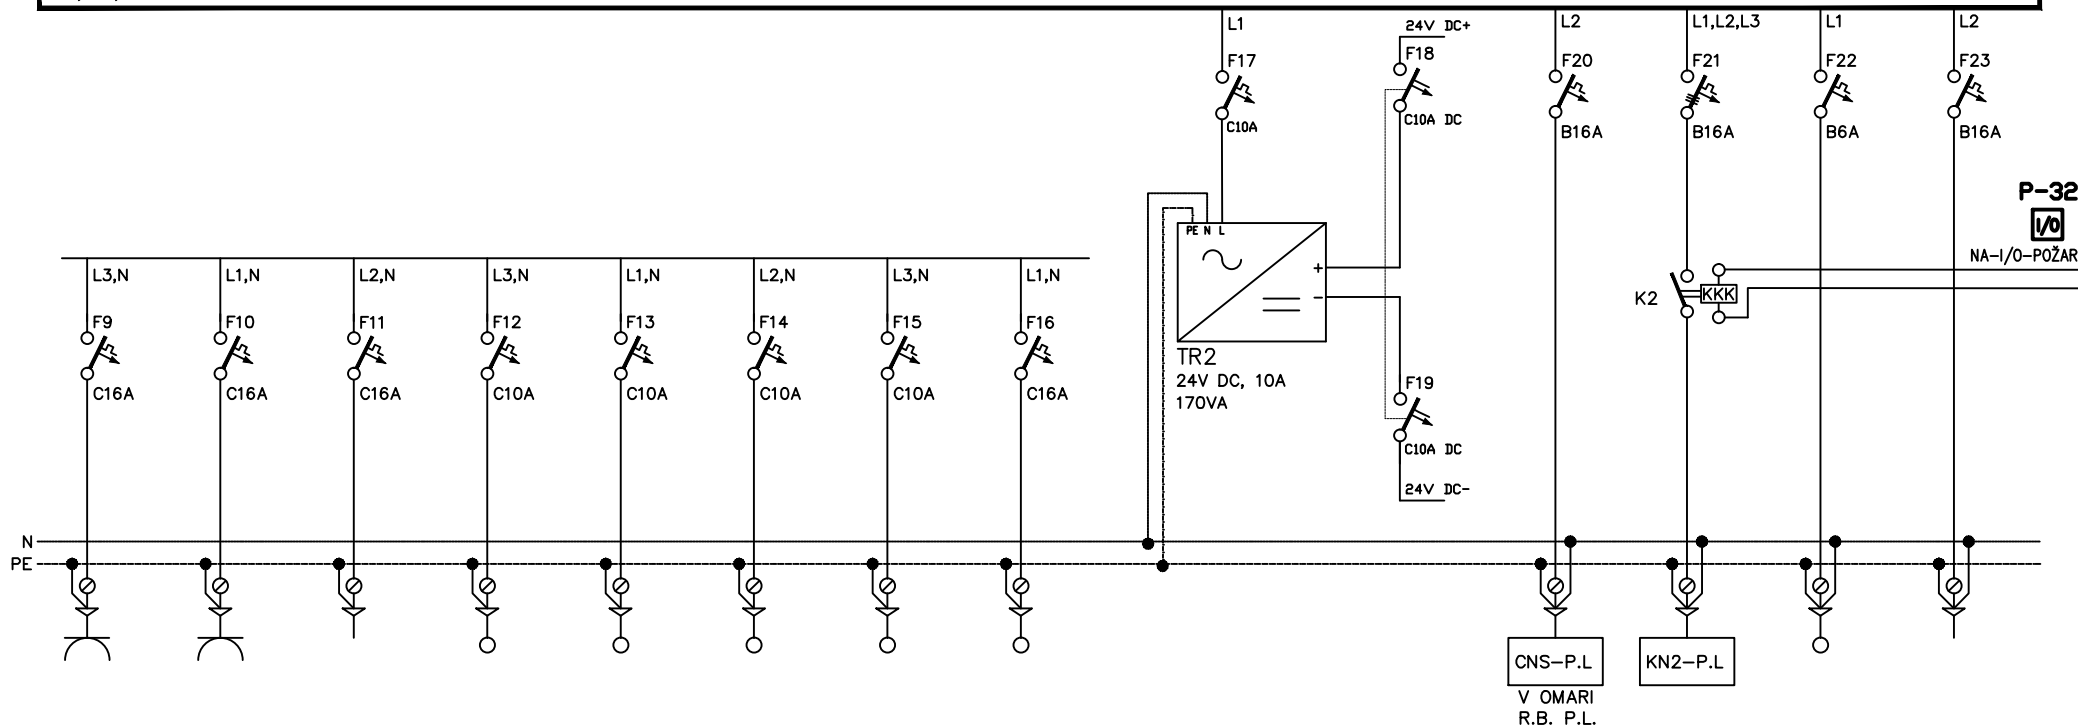 L1
24V DC+
L2
L1,L2,L3
L1
L2
F17
F18
F20
F21
F22
F23
C10A
C10A DC
B16A
B16A
B6A
B16A
P-32
I/O
NA-I/O-POŽAR
PE N L
+
-
L3,N
L1,N
L2,N
L3,N
L1,N
L2,N
L3,N
L1,N
K2
KKK
F9
F10
F11
F12
F13
F14
F15
F16
C16A
C16A
C16A
C10A
C10A
C10A
C10A
C16A
TR2
24V DC, 10A
170VA
F19
C10A DC
24V DC-
N
PE
CNS-P.L
KN2-P.L
V OMARI
R.B. P.L.